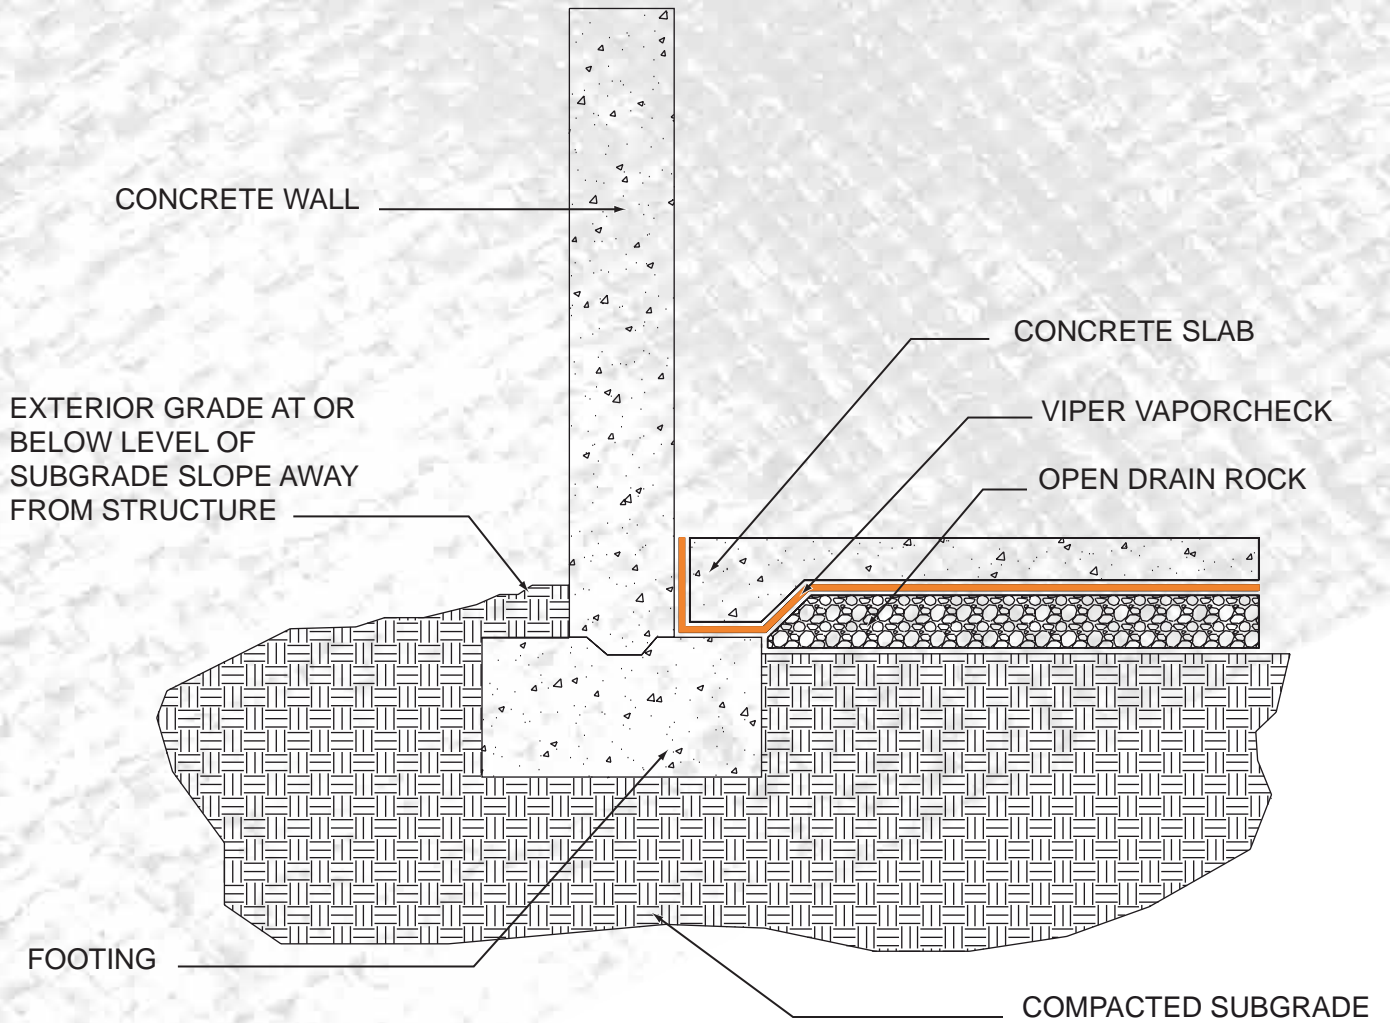 CONCRETE WALL
CONCRETE SLAB
VIPER VAPORCHECK
EXTERIOR GRADE AT OR
BELOW LEVEL OF
SUBGRADE SLOPE AWAY
FROM STRUCTURE
OPEN DRAIN ROCK
FOOTING
COMPACTED SUBGRADE